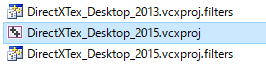 DirectXTex_Desktop_2013.vcxproj.filters
DirectXTex_Desktop_2015.vcxproj
DirectXTex_Desktop_2015.vcxproj.filters